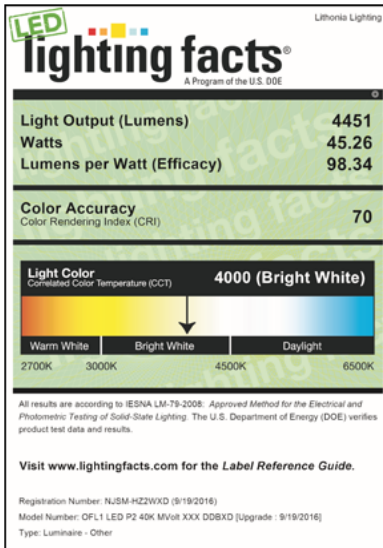 Lithonia Lighting
LED
lighting facts®
A Program of the U.S. DOE
Light Output (Lumens) 4451
Watts 45.26
Lumens per Watt (Efficacy) 98.34
Color Accuracy
Color Rendering Index (CRI) 70
Light Color
Correlated Color Temperature (CCT) 4000 (Bright White)
Warm White Bright White Daylight
2700K 3000K 4500K 6500K
All results are according to IESNA LM-79-2008: Approved Method for the Electrical and
Photometric Testing of Solid-State Lighting. The U.S. Department of Energy (DOE) verifies
product test data and results.
Visit www.lightingfacts.com for the Label Reference Guide.
Registration Number: NJSM-HZ2WXD (9/19/2016)
Model Number: OFL1 LED P2 40K MVolt XXX DDBXD [Upgrade : 9/19/2016]
Type: Luminaire - Other